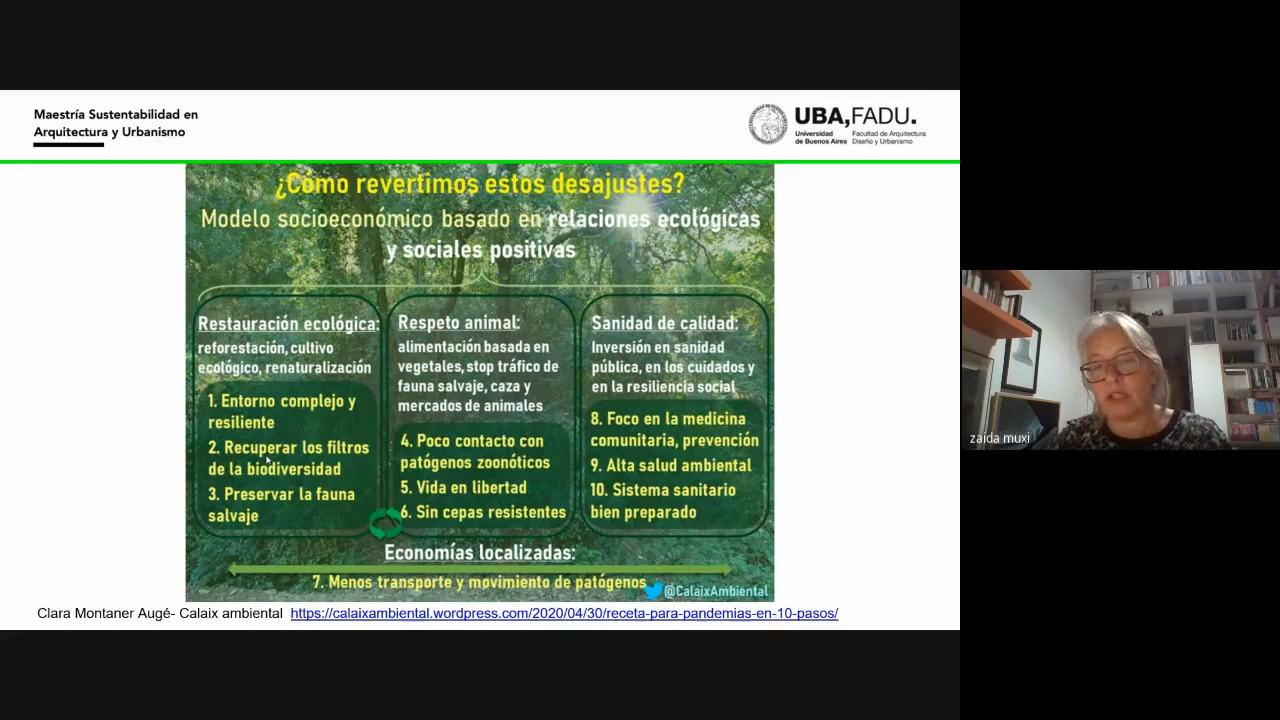 Maestría Sustentabilidad en
Arquitectura y Urbanismo
UBA,FADU.
Universidad
de Buenos Aires
Facultad de Arquitectura
Diseño y Urbanismo
¿Cómo revertimos estos desajustes?
Modelo socioeconómico basado en relaciones ecológicas
y sociales positivas
Restauración ecológica:
reforestación, cultivo
ecológico, renaturalización
1. Entorno complejo y
resiliente
2. Recuperar los filtros
de la biodiversidad
3. Preservar la fauna
salvaje
Respeto animal:
alimentación basada en
vegetales, stop tráfico de
fauna salvaje, caza y
mercados de animales
4. Poco contacto con
patógenos zoonóticos
5. Vida en libertad
6. Sin cepas resistentes
Sanidad de calidad:
Inversión en sanidad
pública, en los cuidados y
en la resiliencia social
8. Foco en la medicina
comunitaria, prevención
9. Alta salud ambiental
10. Sistema sanitario
bien preparado
Economías localizadas:
7. Menos transporte y movimiento de patógenos
@CalaixAmbiental
Clara Montaner Augé- Calaix ambiental https://calaixambiental.wordpress.com/2020/04/30/receta-para-pandemias-en-10-pasos/
zaida muxi